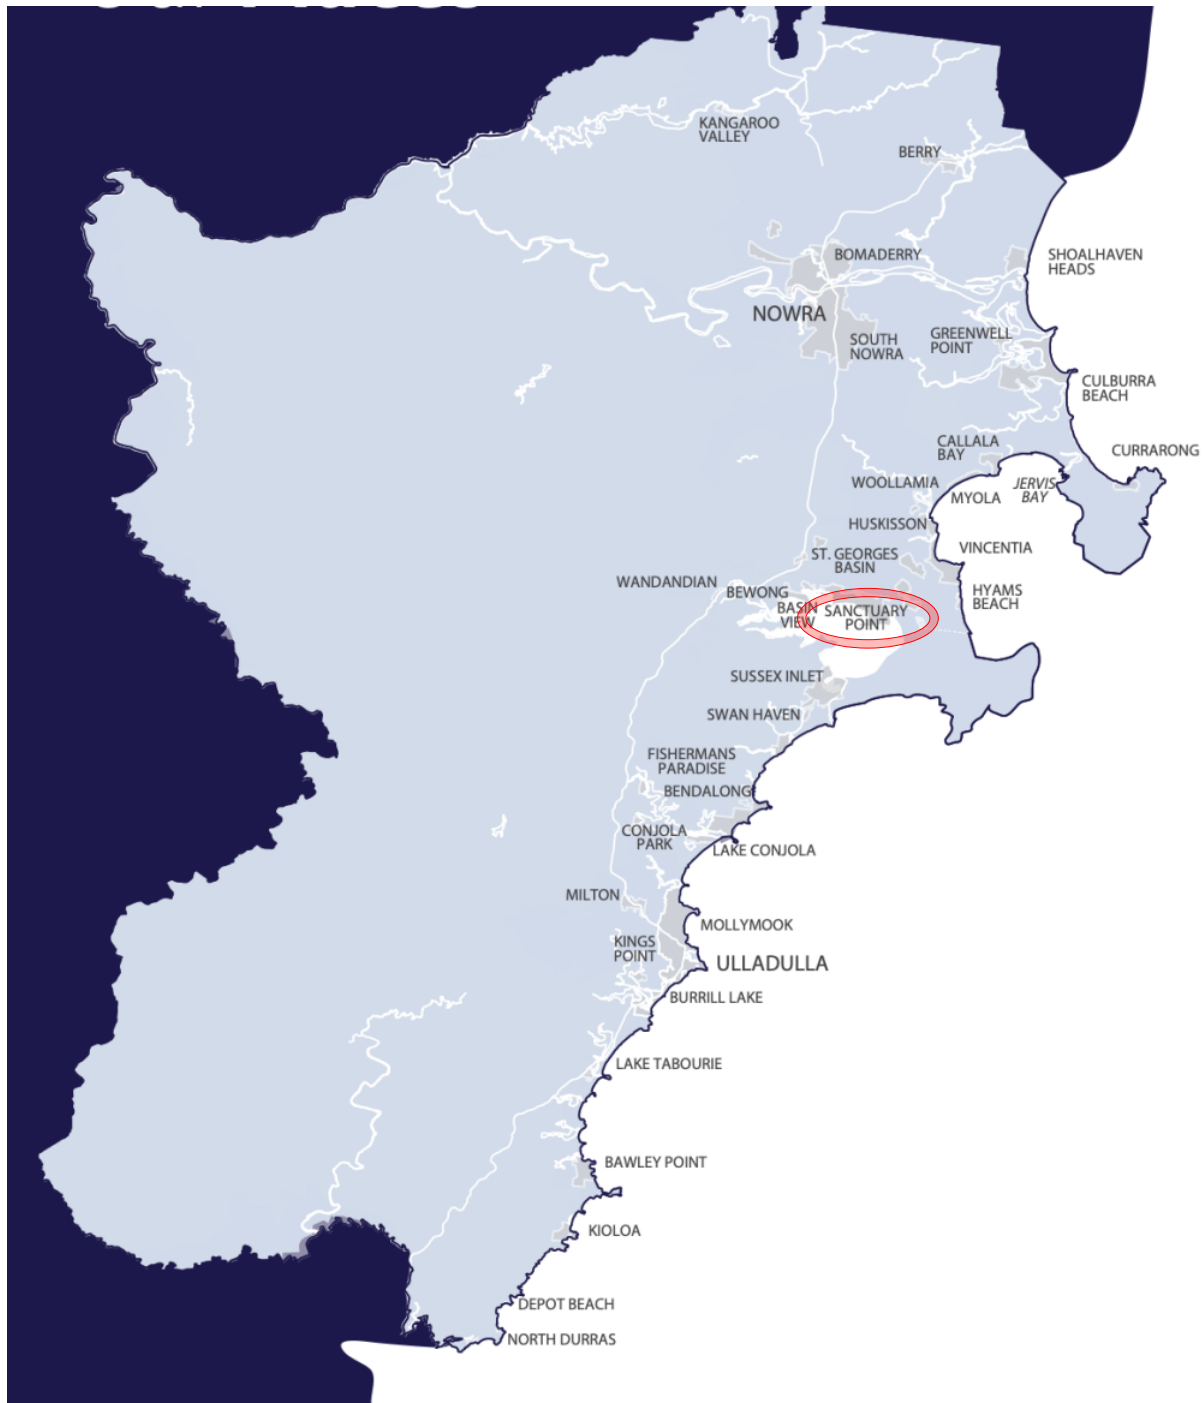 KANGAROO
VALLEY
BERRY
BOMADERRY
SHOALHAVEN
HEADS
NOWRA
SOUTH
NOWRA
GREENWELL
POINT
CULBURRA
BEACH
CALLALA
BAY
CURRARONG
WOOLLAMIA
MYOLA
JERVIS
BAY
HUSKISSON
VINCENTIA
ST. GEORGES
BASIN
WANDANDIAN
BEWONG
HYAMS
BEACH
BASIN
VIEW
SANCTUARY
POINT
SUSSEX INLET
SWAN HAVEN
FISHERMANS
PARADISE
BENDALONG
CONJOLA
PARK
LAKE CONJOLA
MILTON
MOLLYMOOK
KINGS
POINT
ULLADULLA
BURRILL LAKE
LAKE TABOURIE
BAWLEY POINT
KIOLOA
DEPOT BEACH
NORTH DURRAS